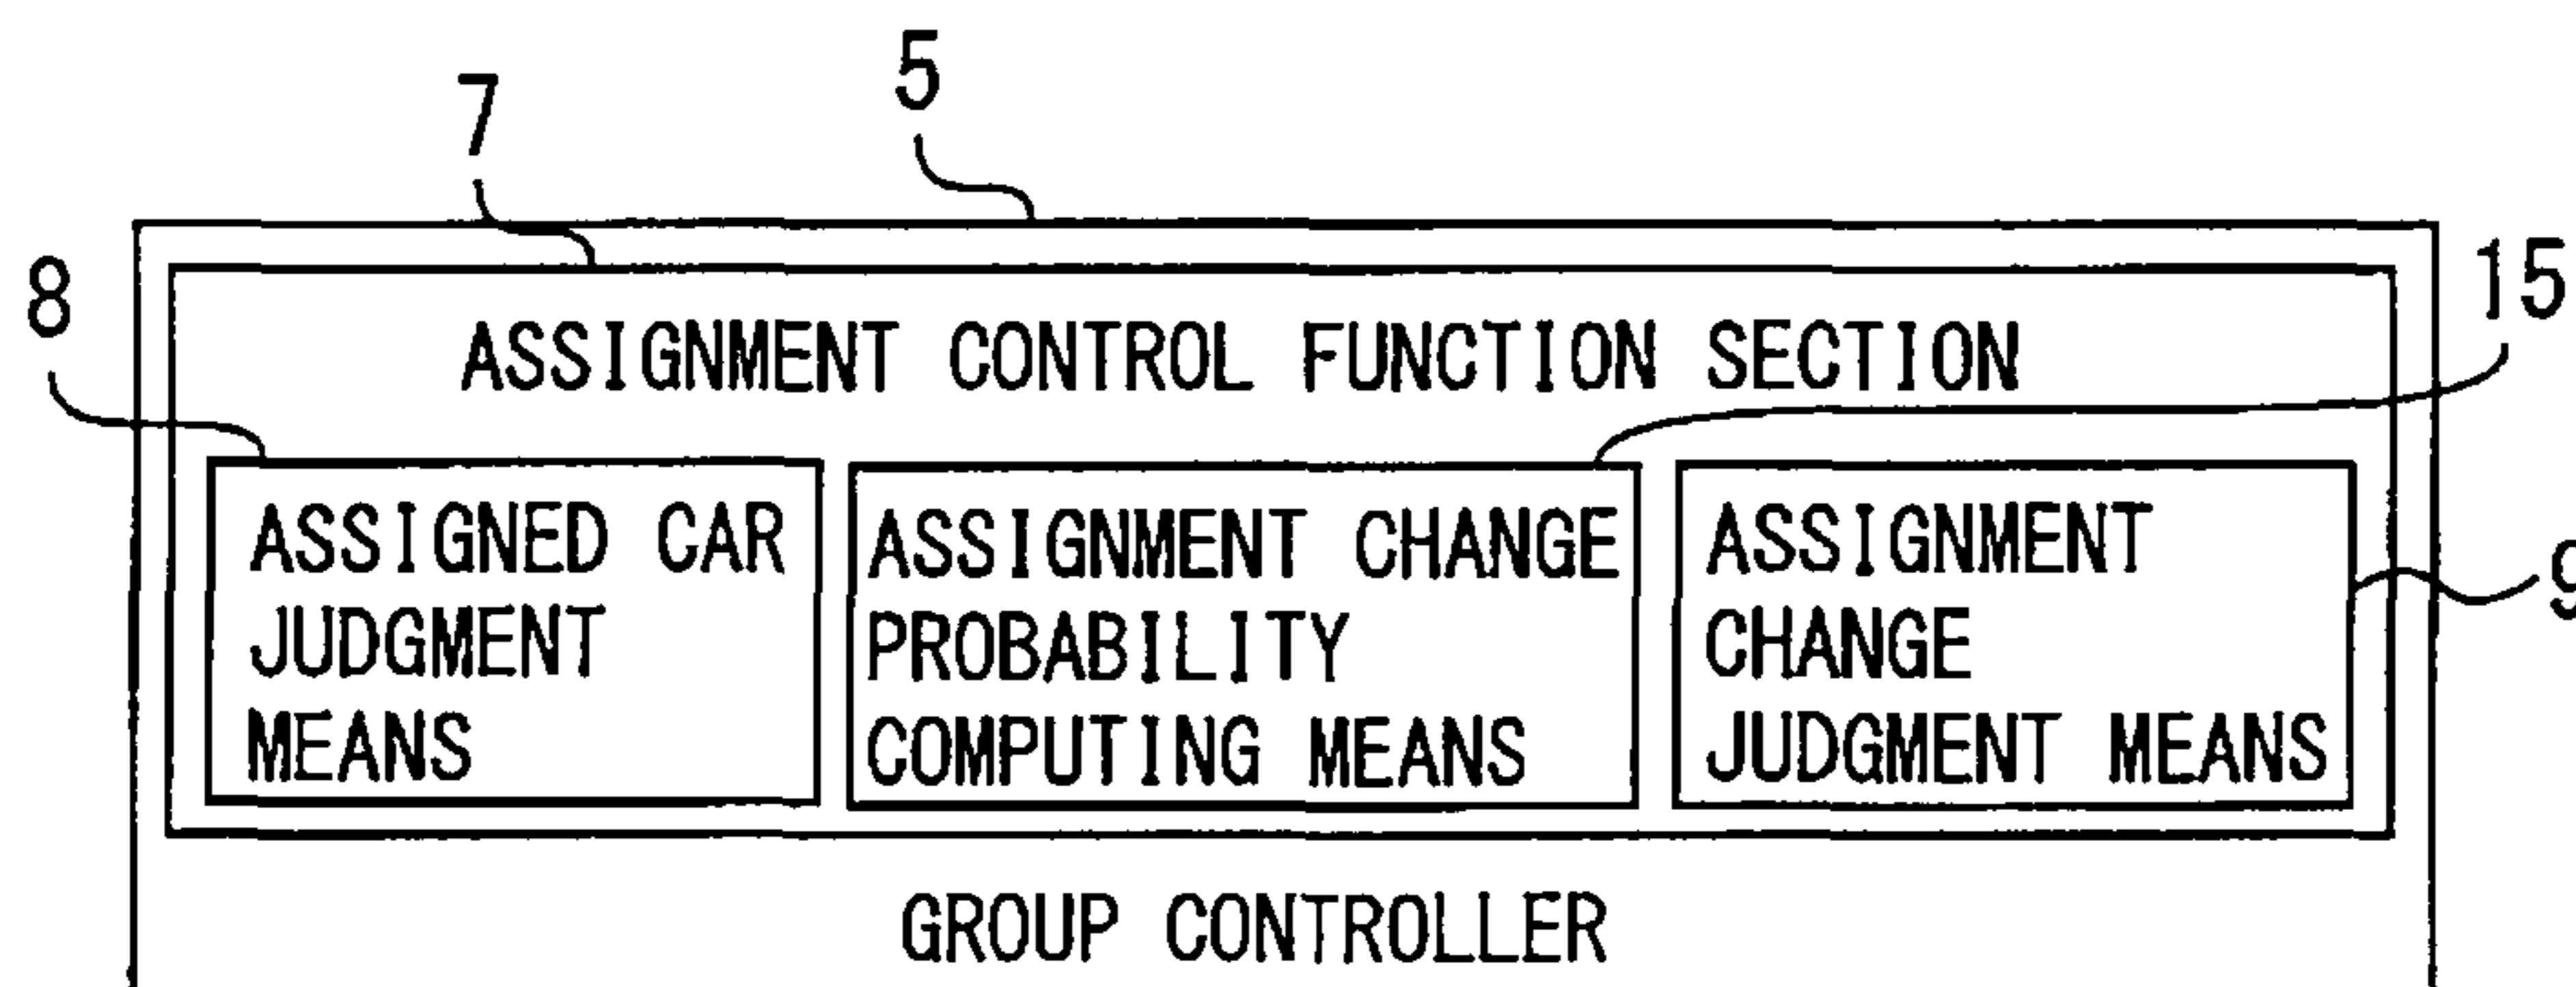 5
7
15
8
ASSIGNMENT CONTROL FUNCTION SECTION
ASSIGNED CAR
JUDGMENT
MEANS
ASSIGNMENT CHANGE
PROBABILITY
COMPUTING MEANS
ASSIGNMENT
CHANGE
JUDGMENT MEANS
9
GROUP CONTROLLER